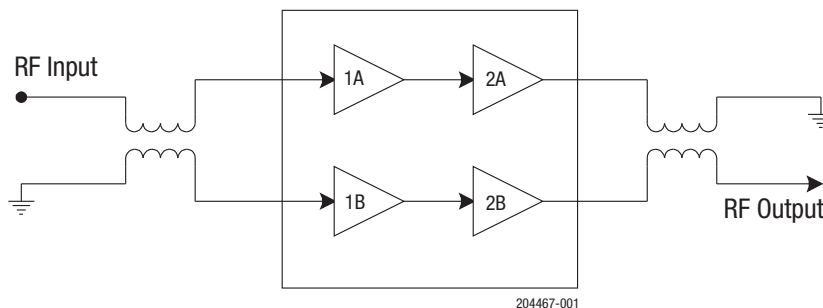 RF Input
1A
2A
1B
2B
RF Output
204467-001